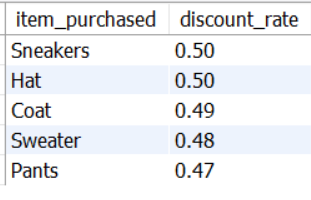 item_purchased discount_rate
Sneakers 0.50
Hat 0.50
Coat 0.49
Sweater 0.48
Pants 0.47